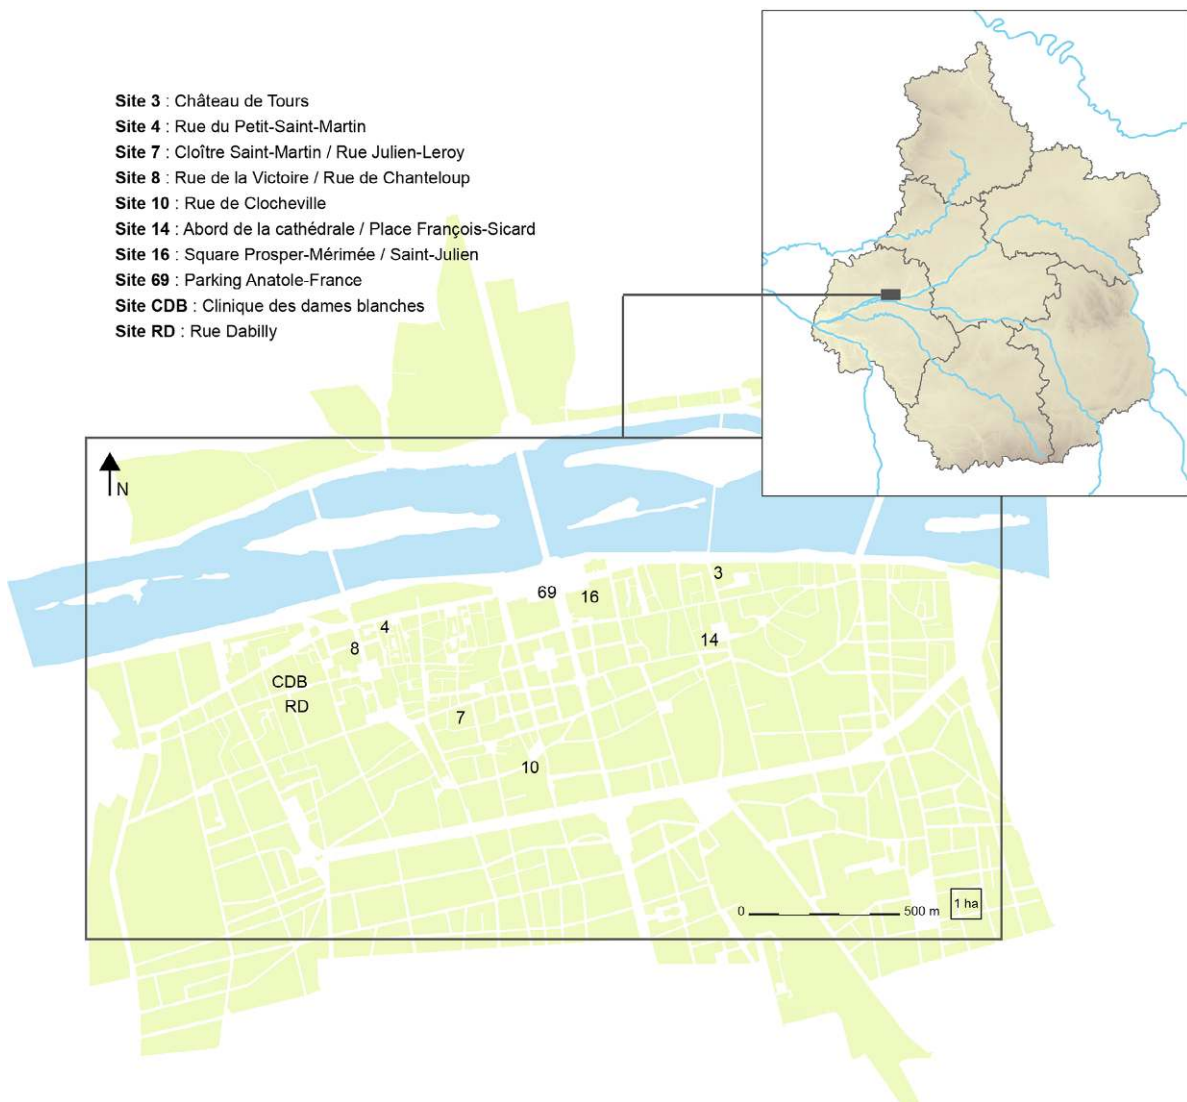 Site 3 : Château de Tours
Site 4 : Rue du Petit-Saint-Martin
Site 7 : Cloître Saint-Martin / Rue Julien-Leroy
Site 8 : Rue de la Victoire / Rue de Chanteloup
Site 10 : Rue de Clocheville
Site 14 : Abord de la cathédrale / Place François-Sicard
Site 16 : Square Prosper-Mérimée / Saint-Julien
Site 69 : Parking Anatole-France
Site CDB : Clinique des dames blanches
Site RD : Rue Dabilly
N
3
69
16
4
14
8
CDB
RD
7
10
0 500 m
1 ha